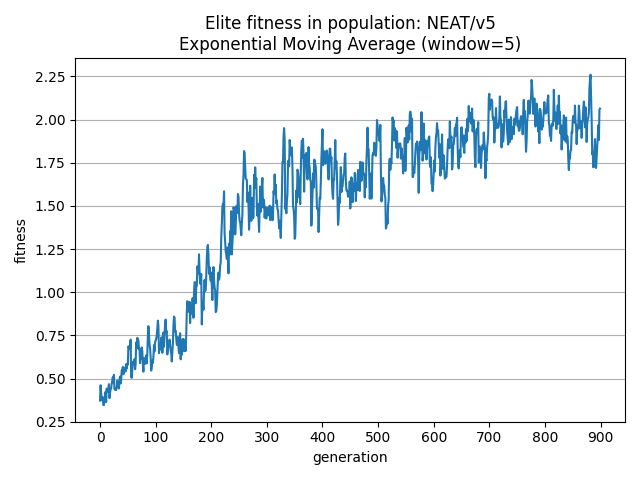 Elite fitness in population: NEAT/v5
Exponential Moving Average (window=5)
fitness
2.25
2.00
1.75
1.50
1.25
1.00
0.75
0.50
0.25
0 100 200 300 400 500 600 700 800 900
generation